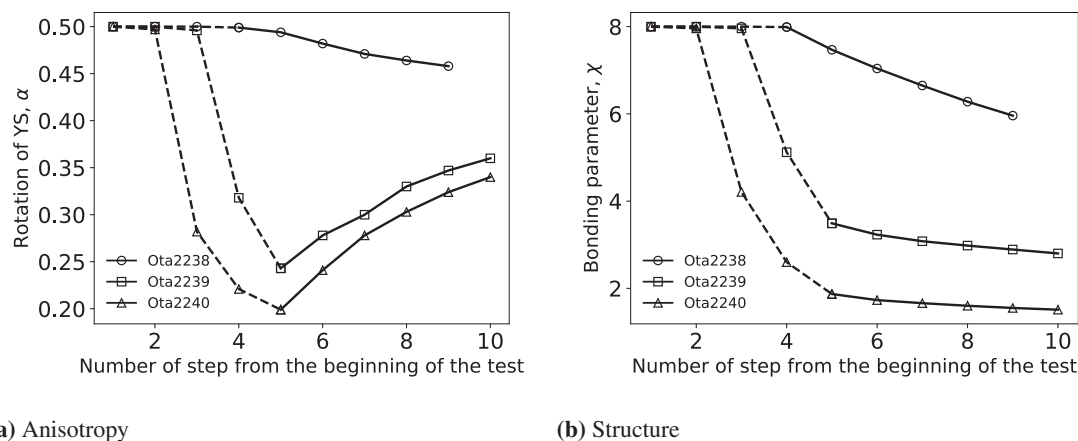 0.50
0.45
0.40
0.35
0.30
0.25
0.20
Rotation of YS, α
Ota2238
Ota2239
Ota2240
2 4 6 8 10
Number of step from the beginning of the test
8
6
4
2
Bonding parameter, χ
Ota2238
Ota2239
Ota2240
2 4 6 8 10
Number of step from the beginning of the test
a) Anisotropy
(b) Structure